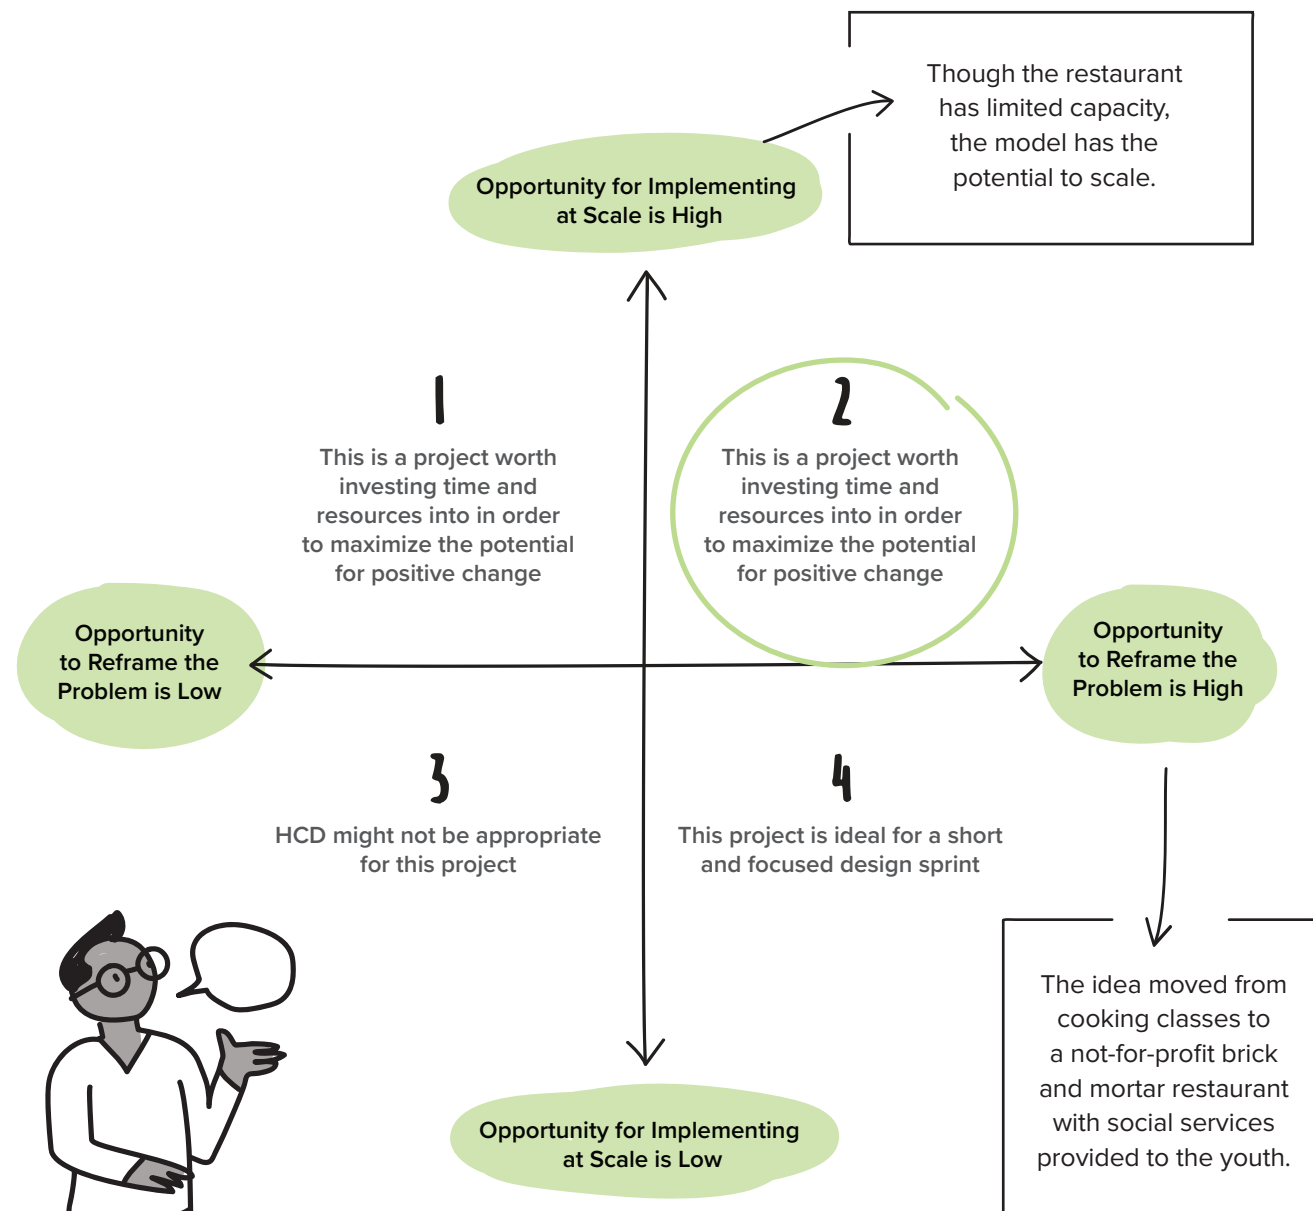 Though the restaurant
has limited capacity,
the model has the
potential to scale.
Opportunity for Implementing
at Scale is High
1
This is a project worth
investing time and
resources into in order
to maximize the potential
for positive change
2
This is a project worth
investing time and
resources into in order
to maximize the potential
for positive change
Opportunity
to Reframe the
Problem is Low
Opportunity
to Reframe the
Problem is High
3
HCD might not be appropriate
for this project
4
This project is ideal for a short
and focused design sprint
The idea moved from
cooking classes to
a not-for-profit brick
and mortar restaurant
with social services
provided to the youth.
Opportunity for Implementing
at Scale is Low